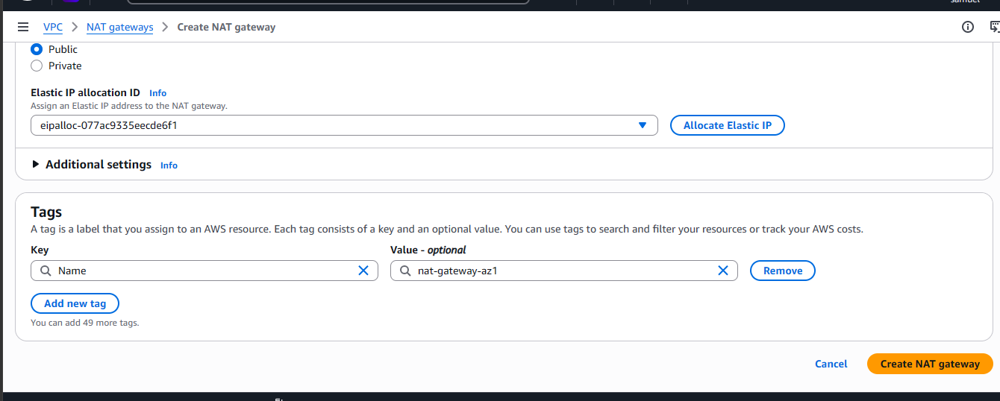 samuel
VPC > NAT gateways > Create NAT gateway
Public
Private
Elastic IP allocation ID Info
Assign an Elastic IP address to the NAT gateway.
eipalloc-077ac9335eecde6f1
Allocate Elastic IP
Additional settings Info
Tags
A tag is a label that you assign to an AWS resource. Each tag consists of a key and an optional value. You can use tags to search and filter your resources or track your AWS costs.
Key Value - optional
Name nat-gateway-az1 Remove
Add new tag
You can add 49 more tags.
Cancel Create NAT gateway